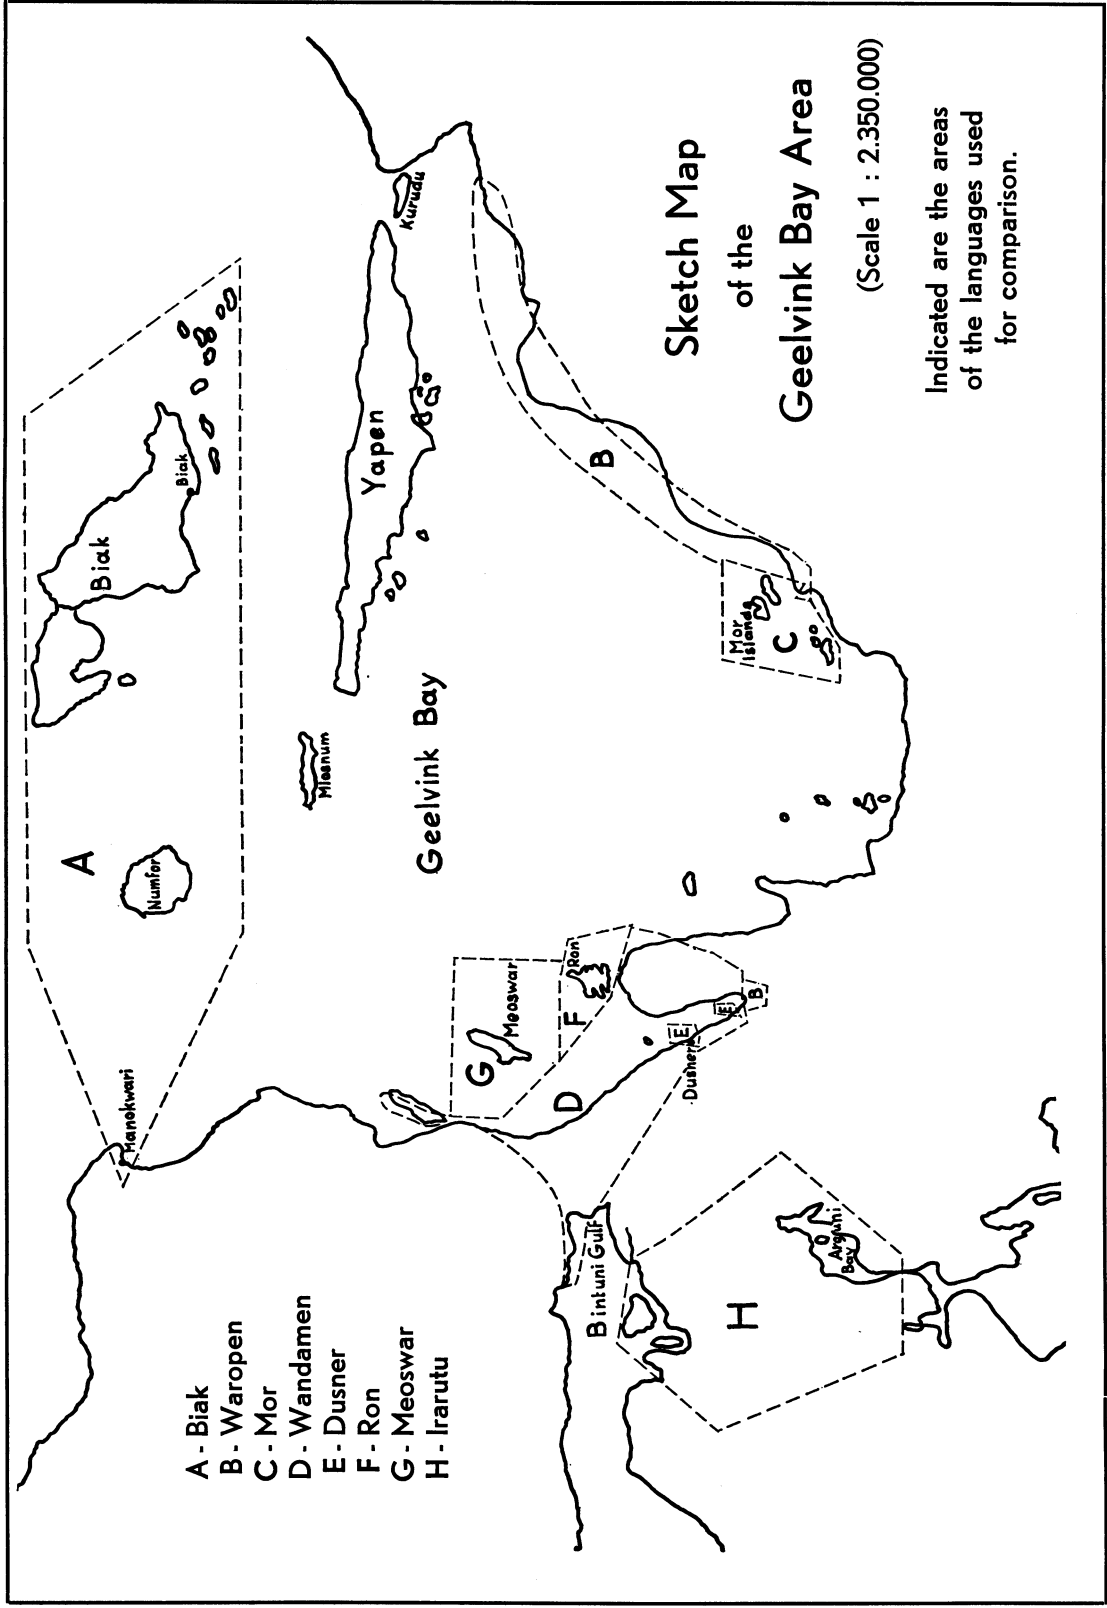 Sketch Map
of the
Geelvink Bay Area
(Scale 1 : 2.350.000)
Indicated are the areas
of the languages used
for comparison.
A - Biak
B - Waropen
C - Mor
D - Wandamen
E - Dusner
F - Ron
G - Meoswar
H - Irarutu
A
Numfor
Biak
Biak
Manokwari
Miosnum
Yapen
Kurudu
Geelvink Bay
G
Meoswar
F
Ron
D
E
Dusner
E
B
B
Mor
Islands
C
Bintuni Gulf
H
Arguni
Bay